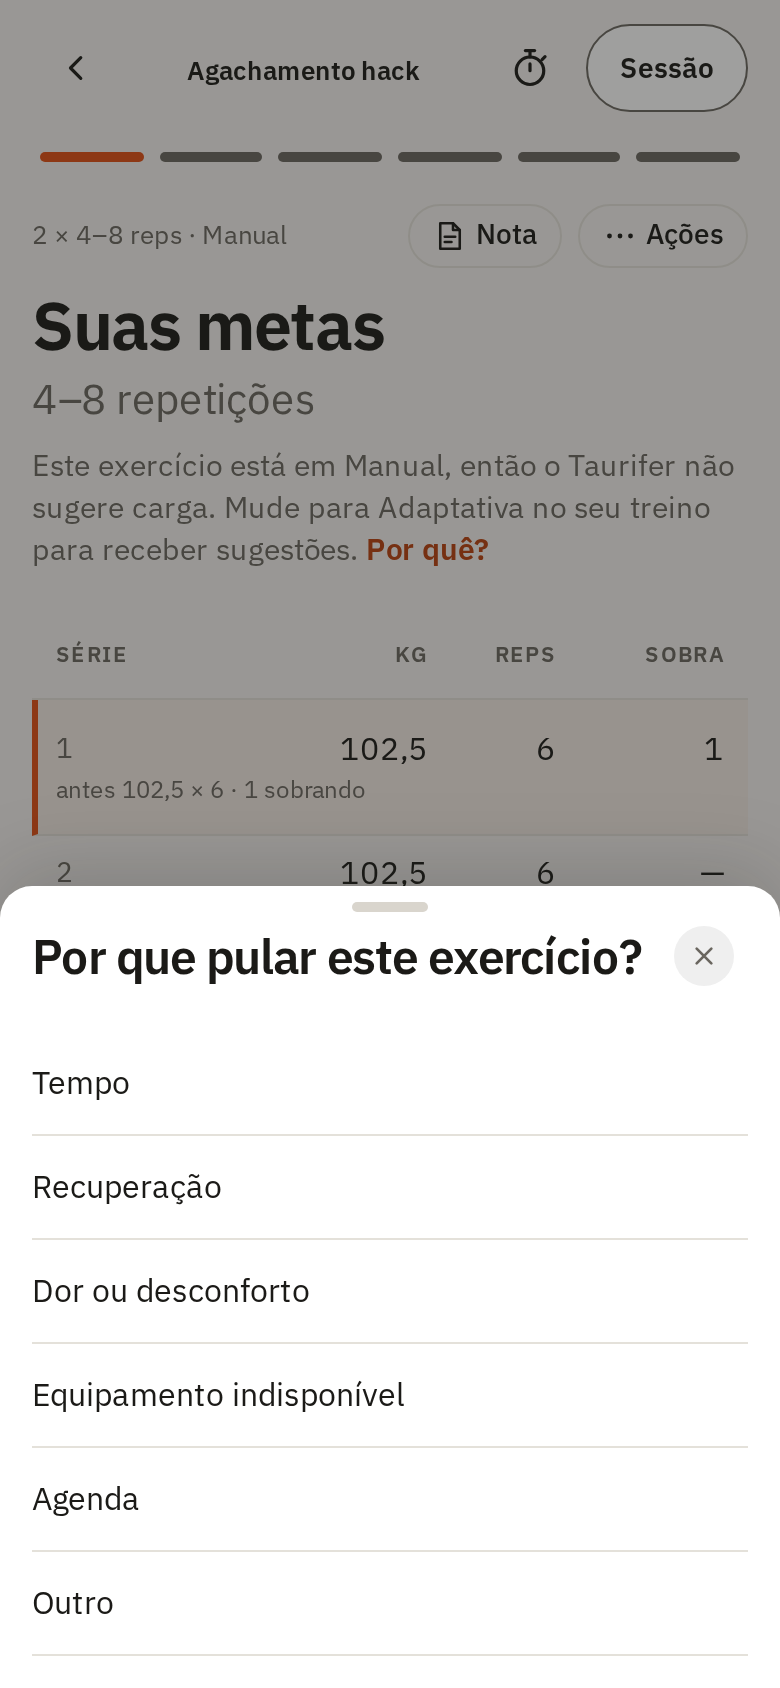 Agachamento hack
Sessão
2 × 4–8 reps · Manual
Nota
Ações
Suas metas
4–8 repetições
Este exercício está em Manual, então o Taurifer não
sugere carga. Mude para Adaptativa no seu treino
para receber sugestões. Por quê?
SÉRIE KG REPS SOBRA
1 102,5 6 1
antes 102,5 × 6 · 1 sobrando
2 102,5 6 —
Por que pular este exercício?
Tempo
Recuperação
Dor ou desconforto
Equipamento indisponível
Agenda
Outro